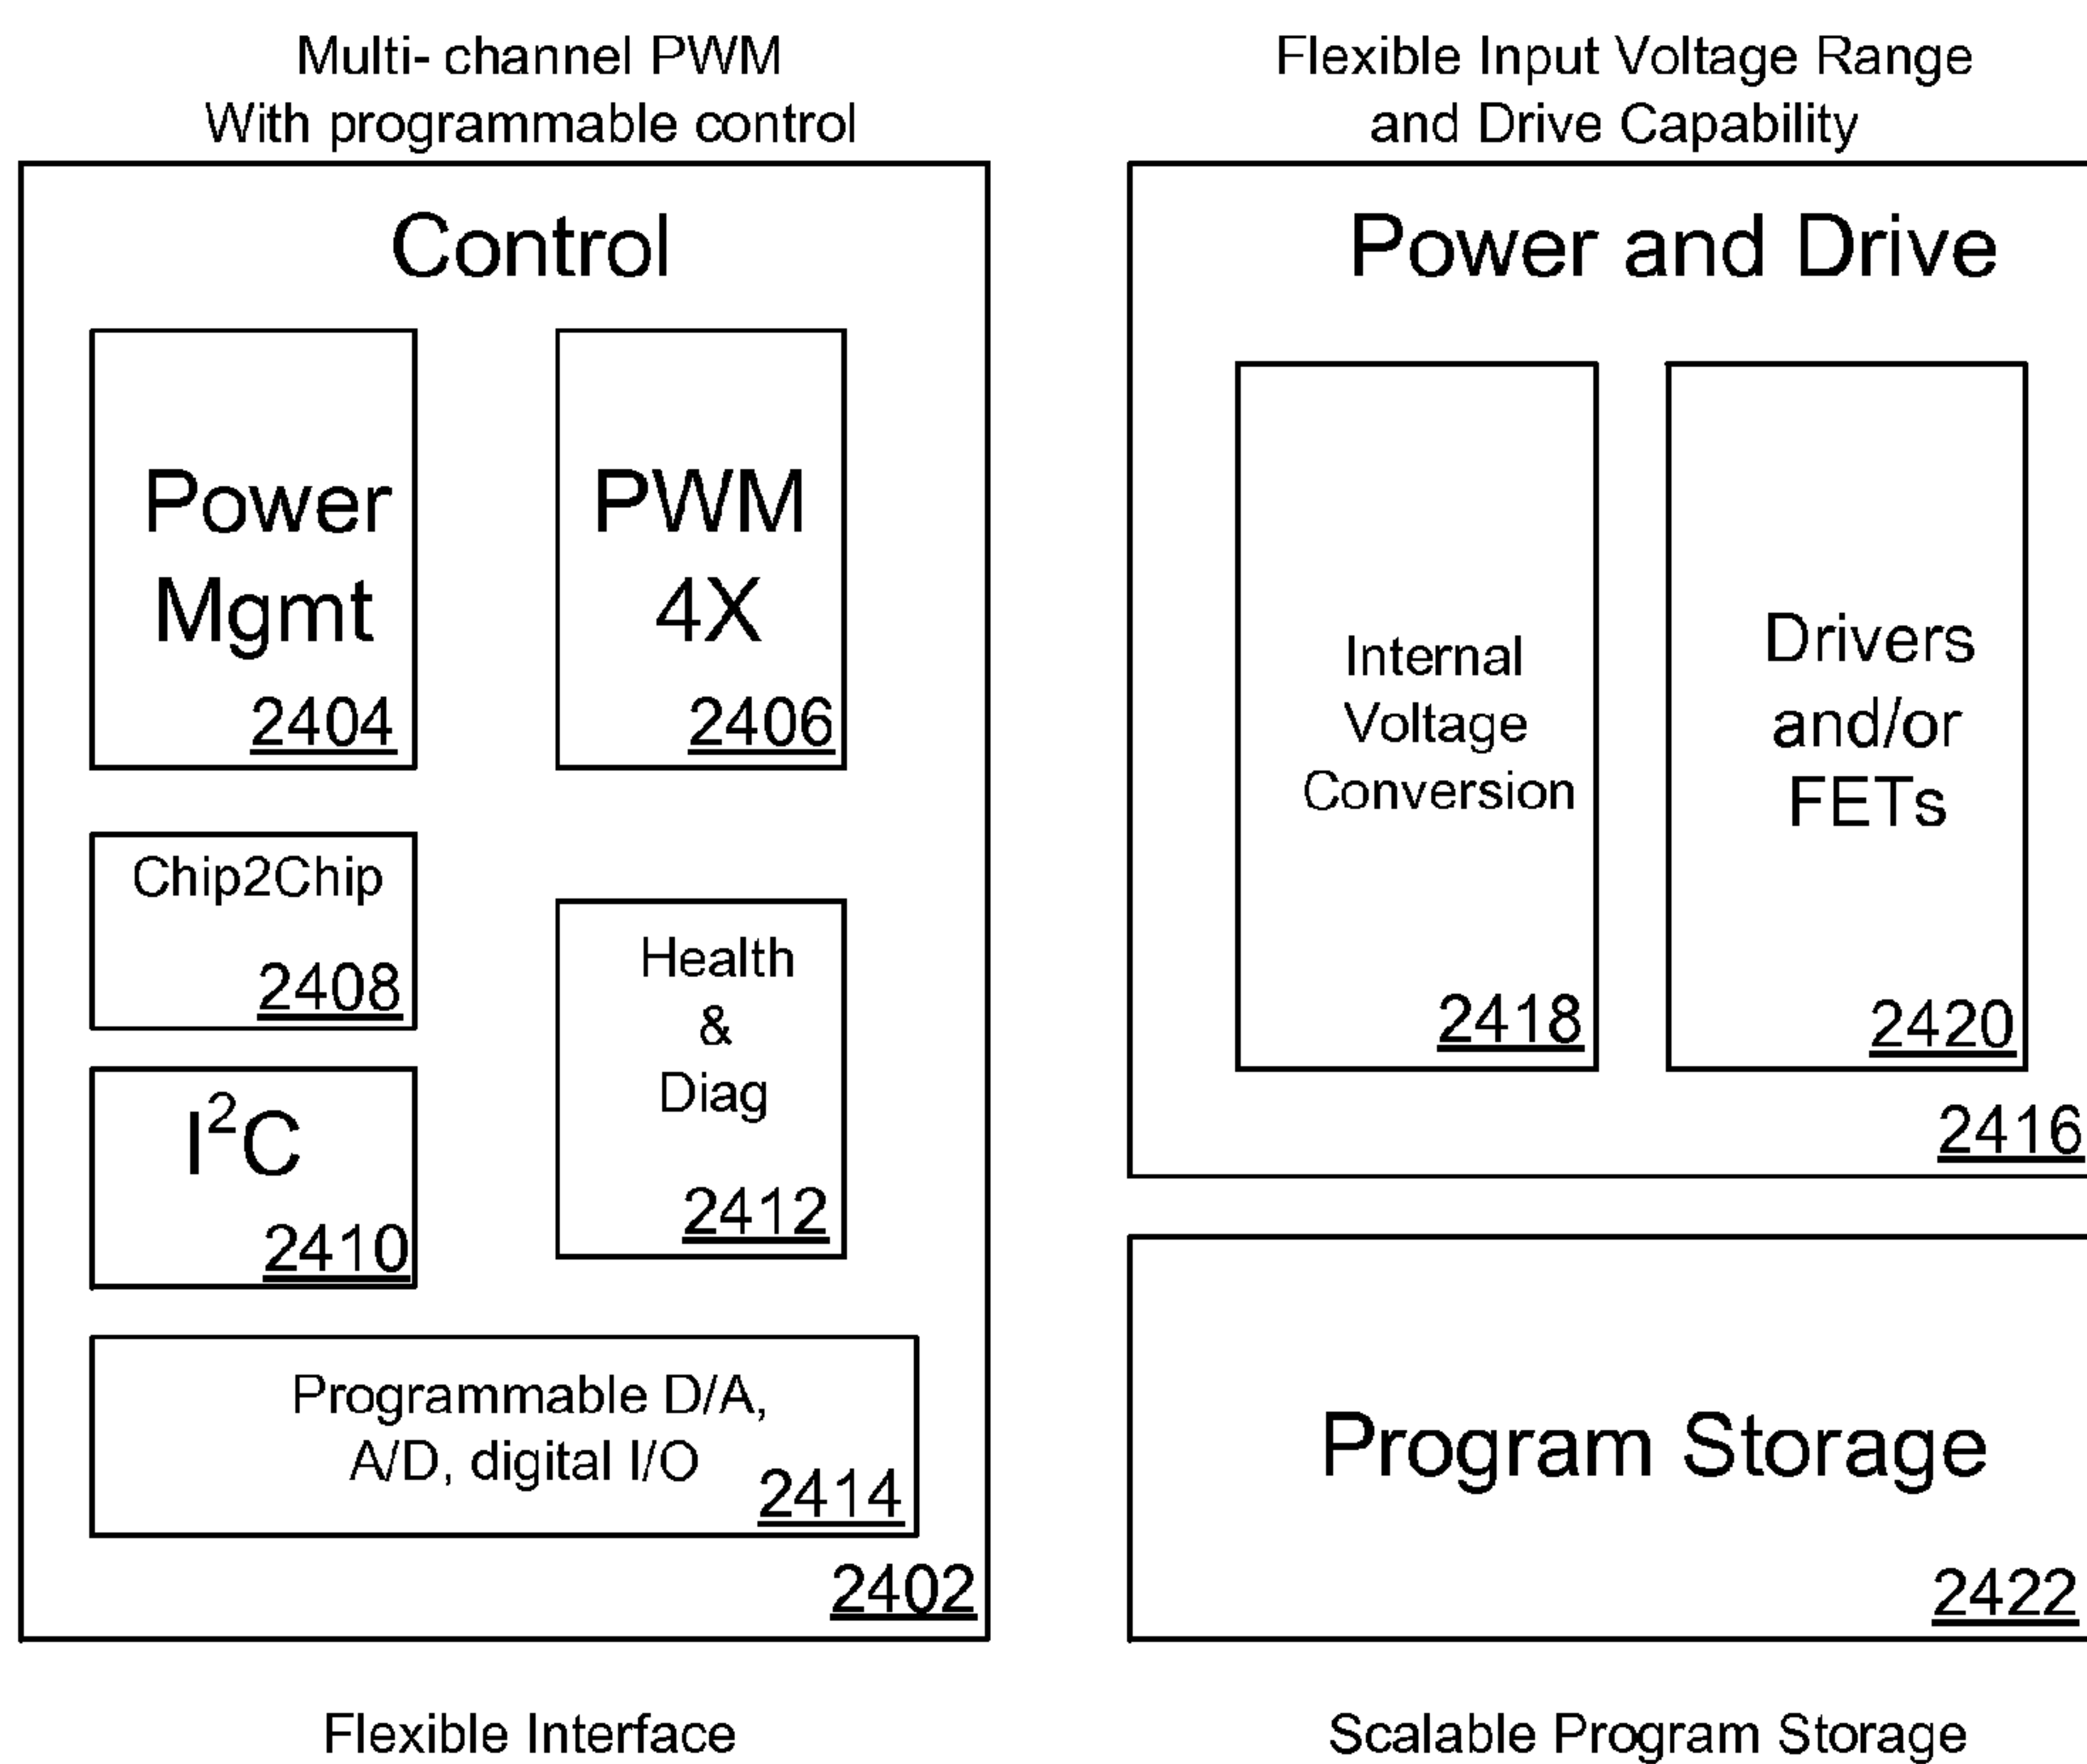 Multi- channel PWM
With programmable control
Control
Power
Mgmt
2404
PWM
4X
2406
Chip2Chip
2408
I²C
2410
Health
&
Diag
2412
Programmable D/A,
A/D, digital I/O
2414
2402
Flexible Interface
Flexible Input Voltage Range
and Drive Capability
Power and Drive
Internal
Voltage
Conversion
2418
Drivers
and/or
FETs
2420
2416
Program Storage
2422
Scalable Program Storage